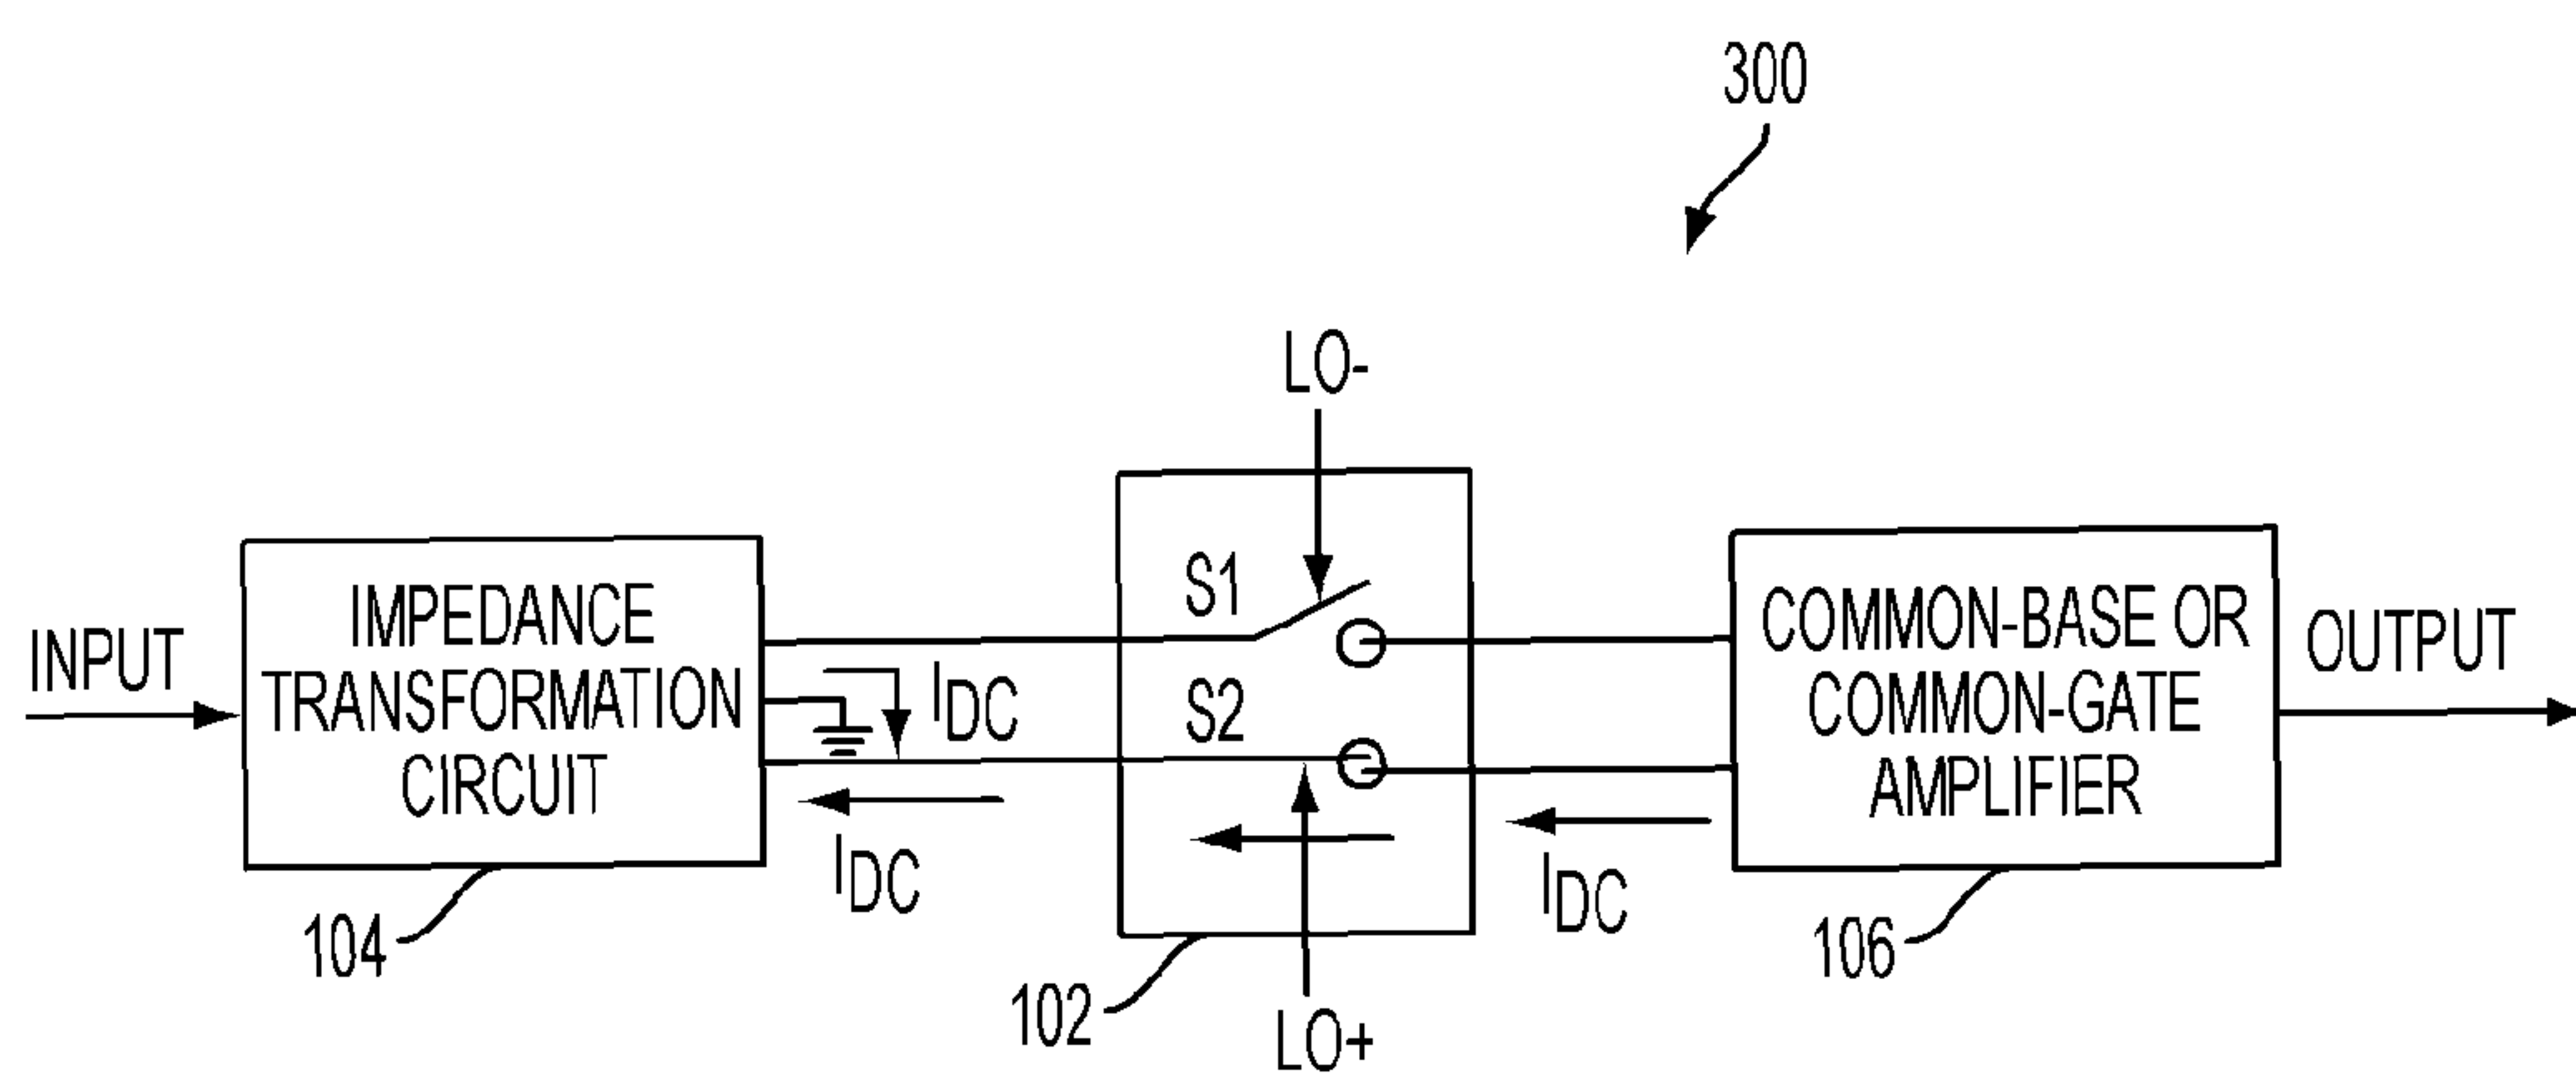 300
LO-
INPUT
IMPEDANCE
TRANSFORMATION
CIRCUIT
104
IDC
IDC
S1
S2
102
LO+
IDC
COMMON-BASE OR
COMMON-GATE
AMPLIFIER
106
OUTPUT